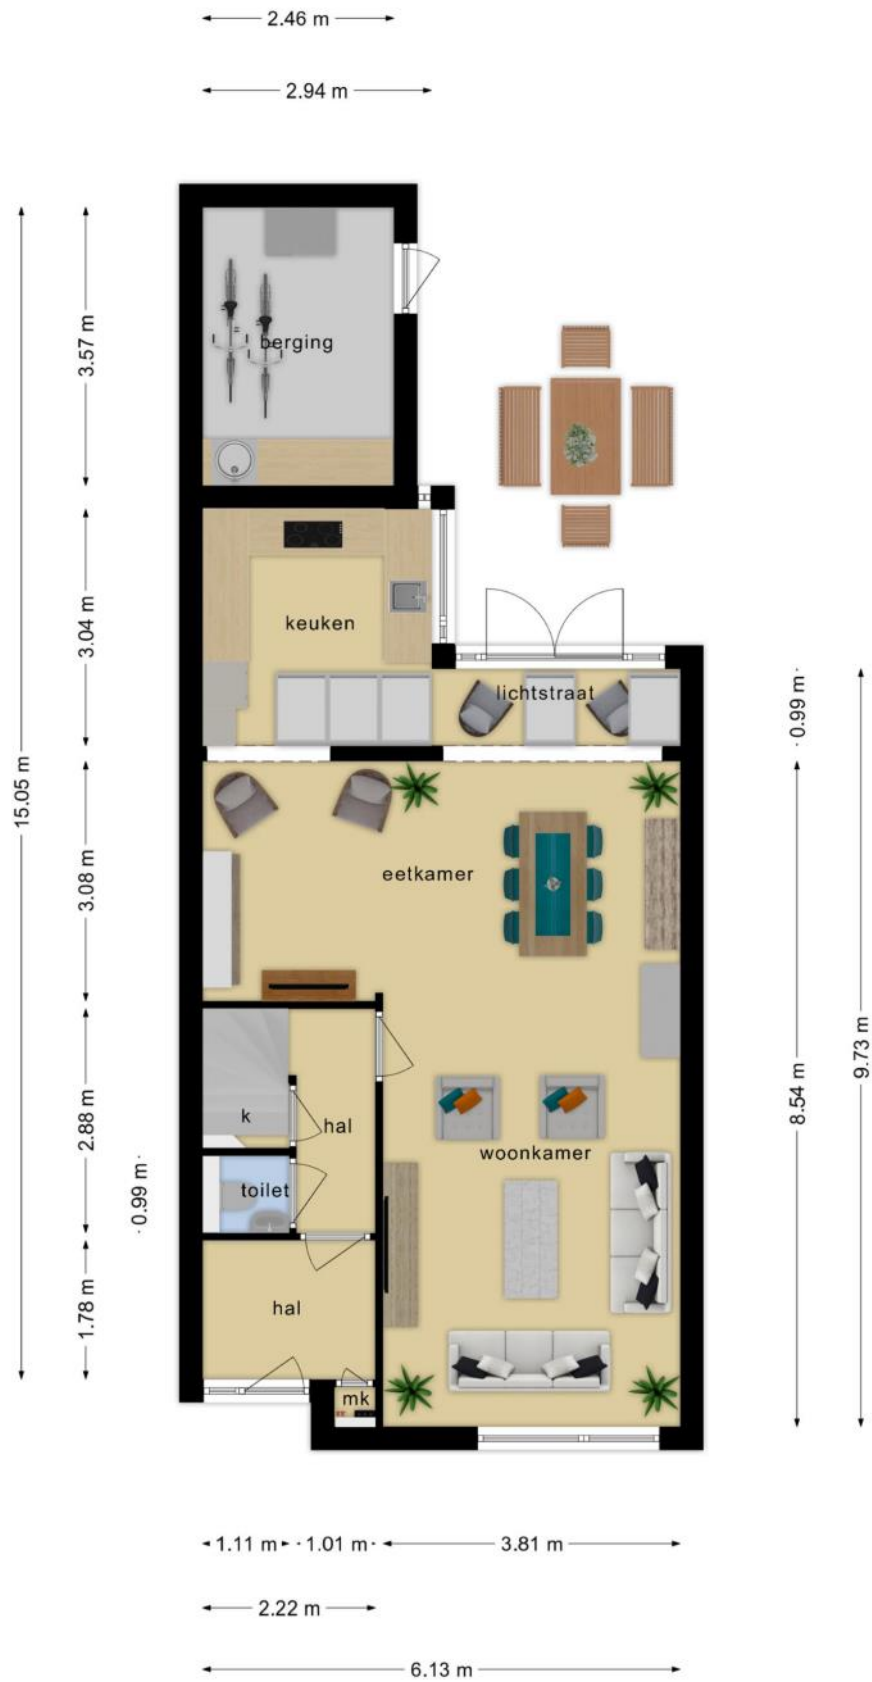 2.46 m
2.94 m
3.57 m
berging
3.04 m
keuken
lichtstraat
0.99 m
15.05 m
3.08 m
eetkamer
9.73 m
8.54 m
2.88 m
k
hal
woonkamer
0.99 m
toilet
1.78 m
hal
mk
1.11 m
1.01 m
3.81 m
2.22 m
6.13 m